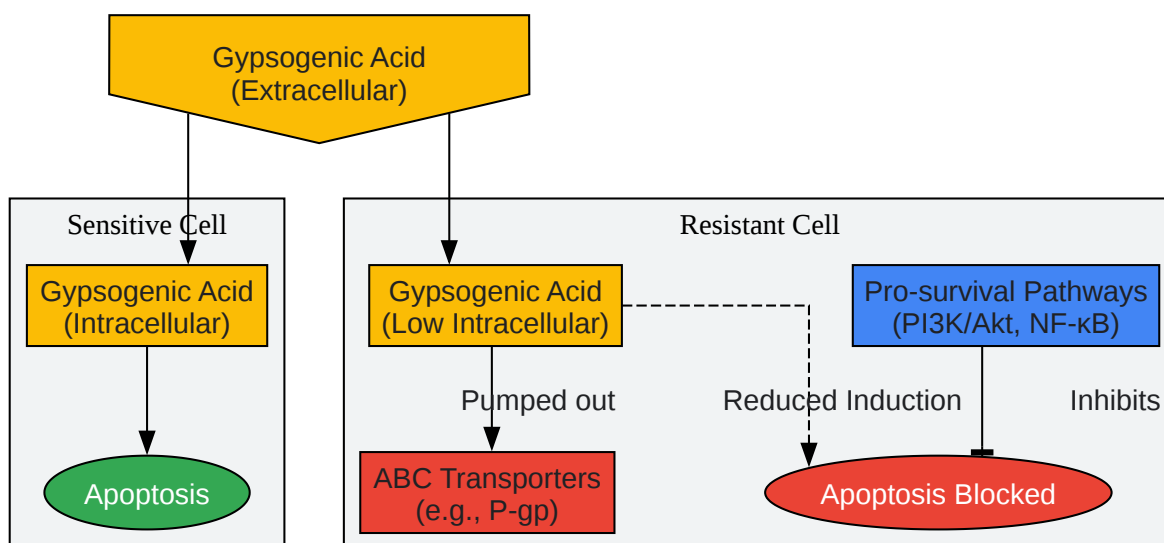 Gypsogenic Acid
(Extracellular)
Sensitive Cell
Resistant Cell
Gypsogenic Acid
(Intracellular)
Gypsogenic Acid
(Low Intracellular)
Pro-survival Pathways
(PI3K/Akt, NF-κB)
Pumped out
Reduced Induction
Inhibits
Apoptosis
ABC Transporters
(e.g., P-gp)
Apoptosis Blocked